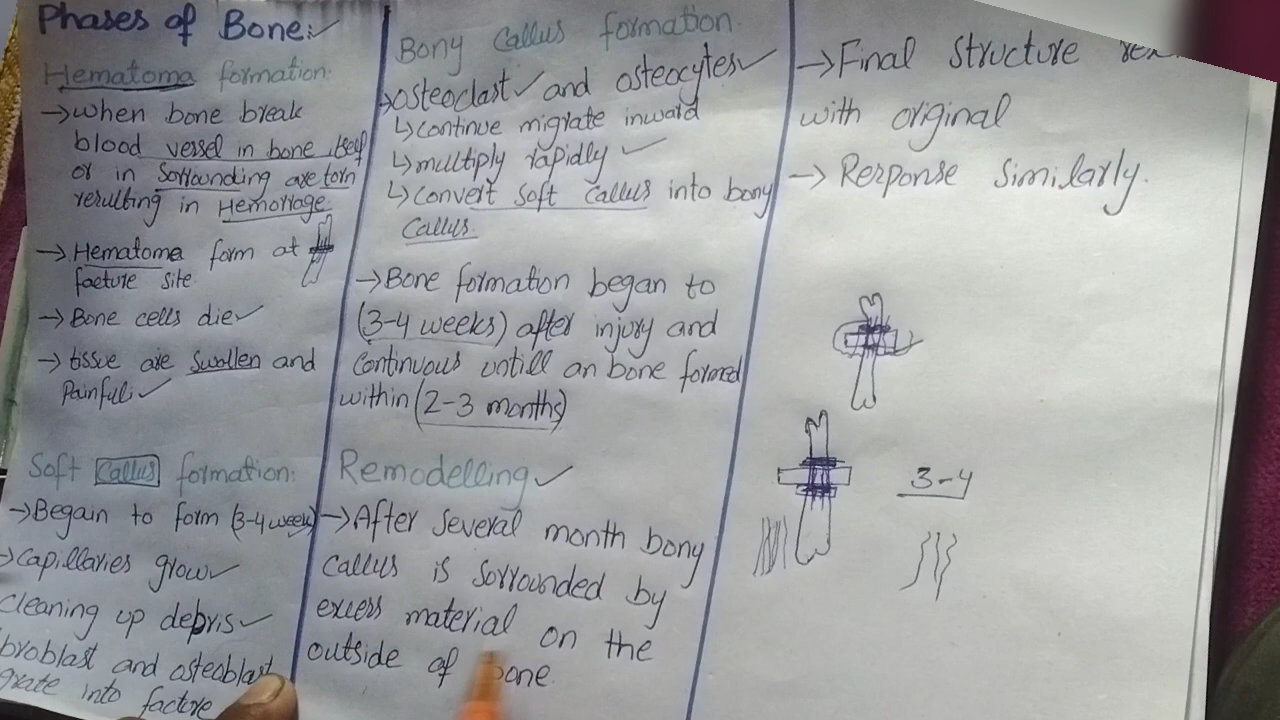 Phases of Bone:
Hematoma formation:
→when bone break
blood vessel in bone itself
or in Sorrounding are torn
resulting in Hemorrage.
→Hematoma form at
facture site
→Bone cells die
→tissue are swollen and
Painful:
Soft Callus formation:
→Begain to form (3-4 week)
→Capillaries grow
Cleaning up debris
broblast and osteoblast
grate into facture
Bony Callus formation.
→osteoclast and osteocytes
↳continue migrate inward
↳multiply rapidly
↳convert soft callus into bony
Callus.
→Bone formation began to
(3-4 weeks) after injury and
continuous untill an bone formed
within (2-3 months)
Remodelling
→After several month bony
callus is sorrounded by
excess material on the
outside of bone.
→Final Structure
with original
→ Response similarly.
3-4